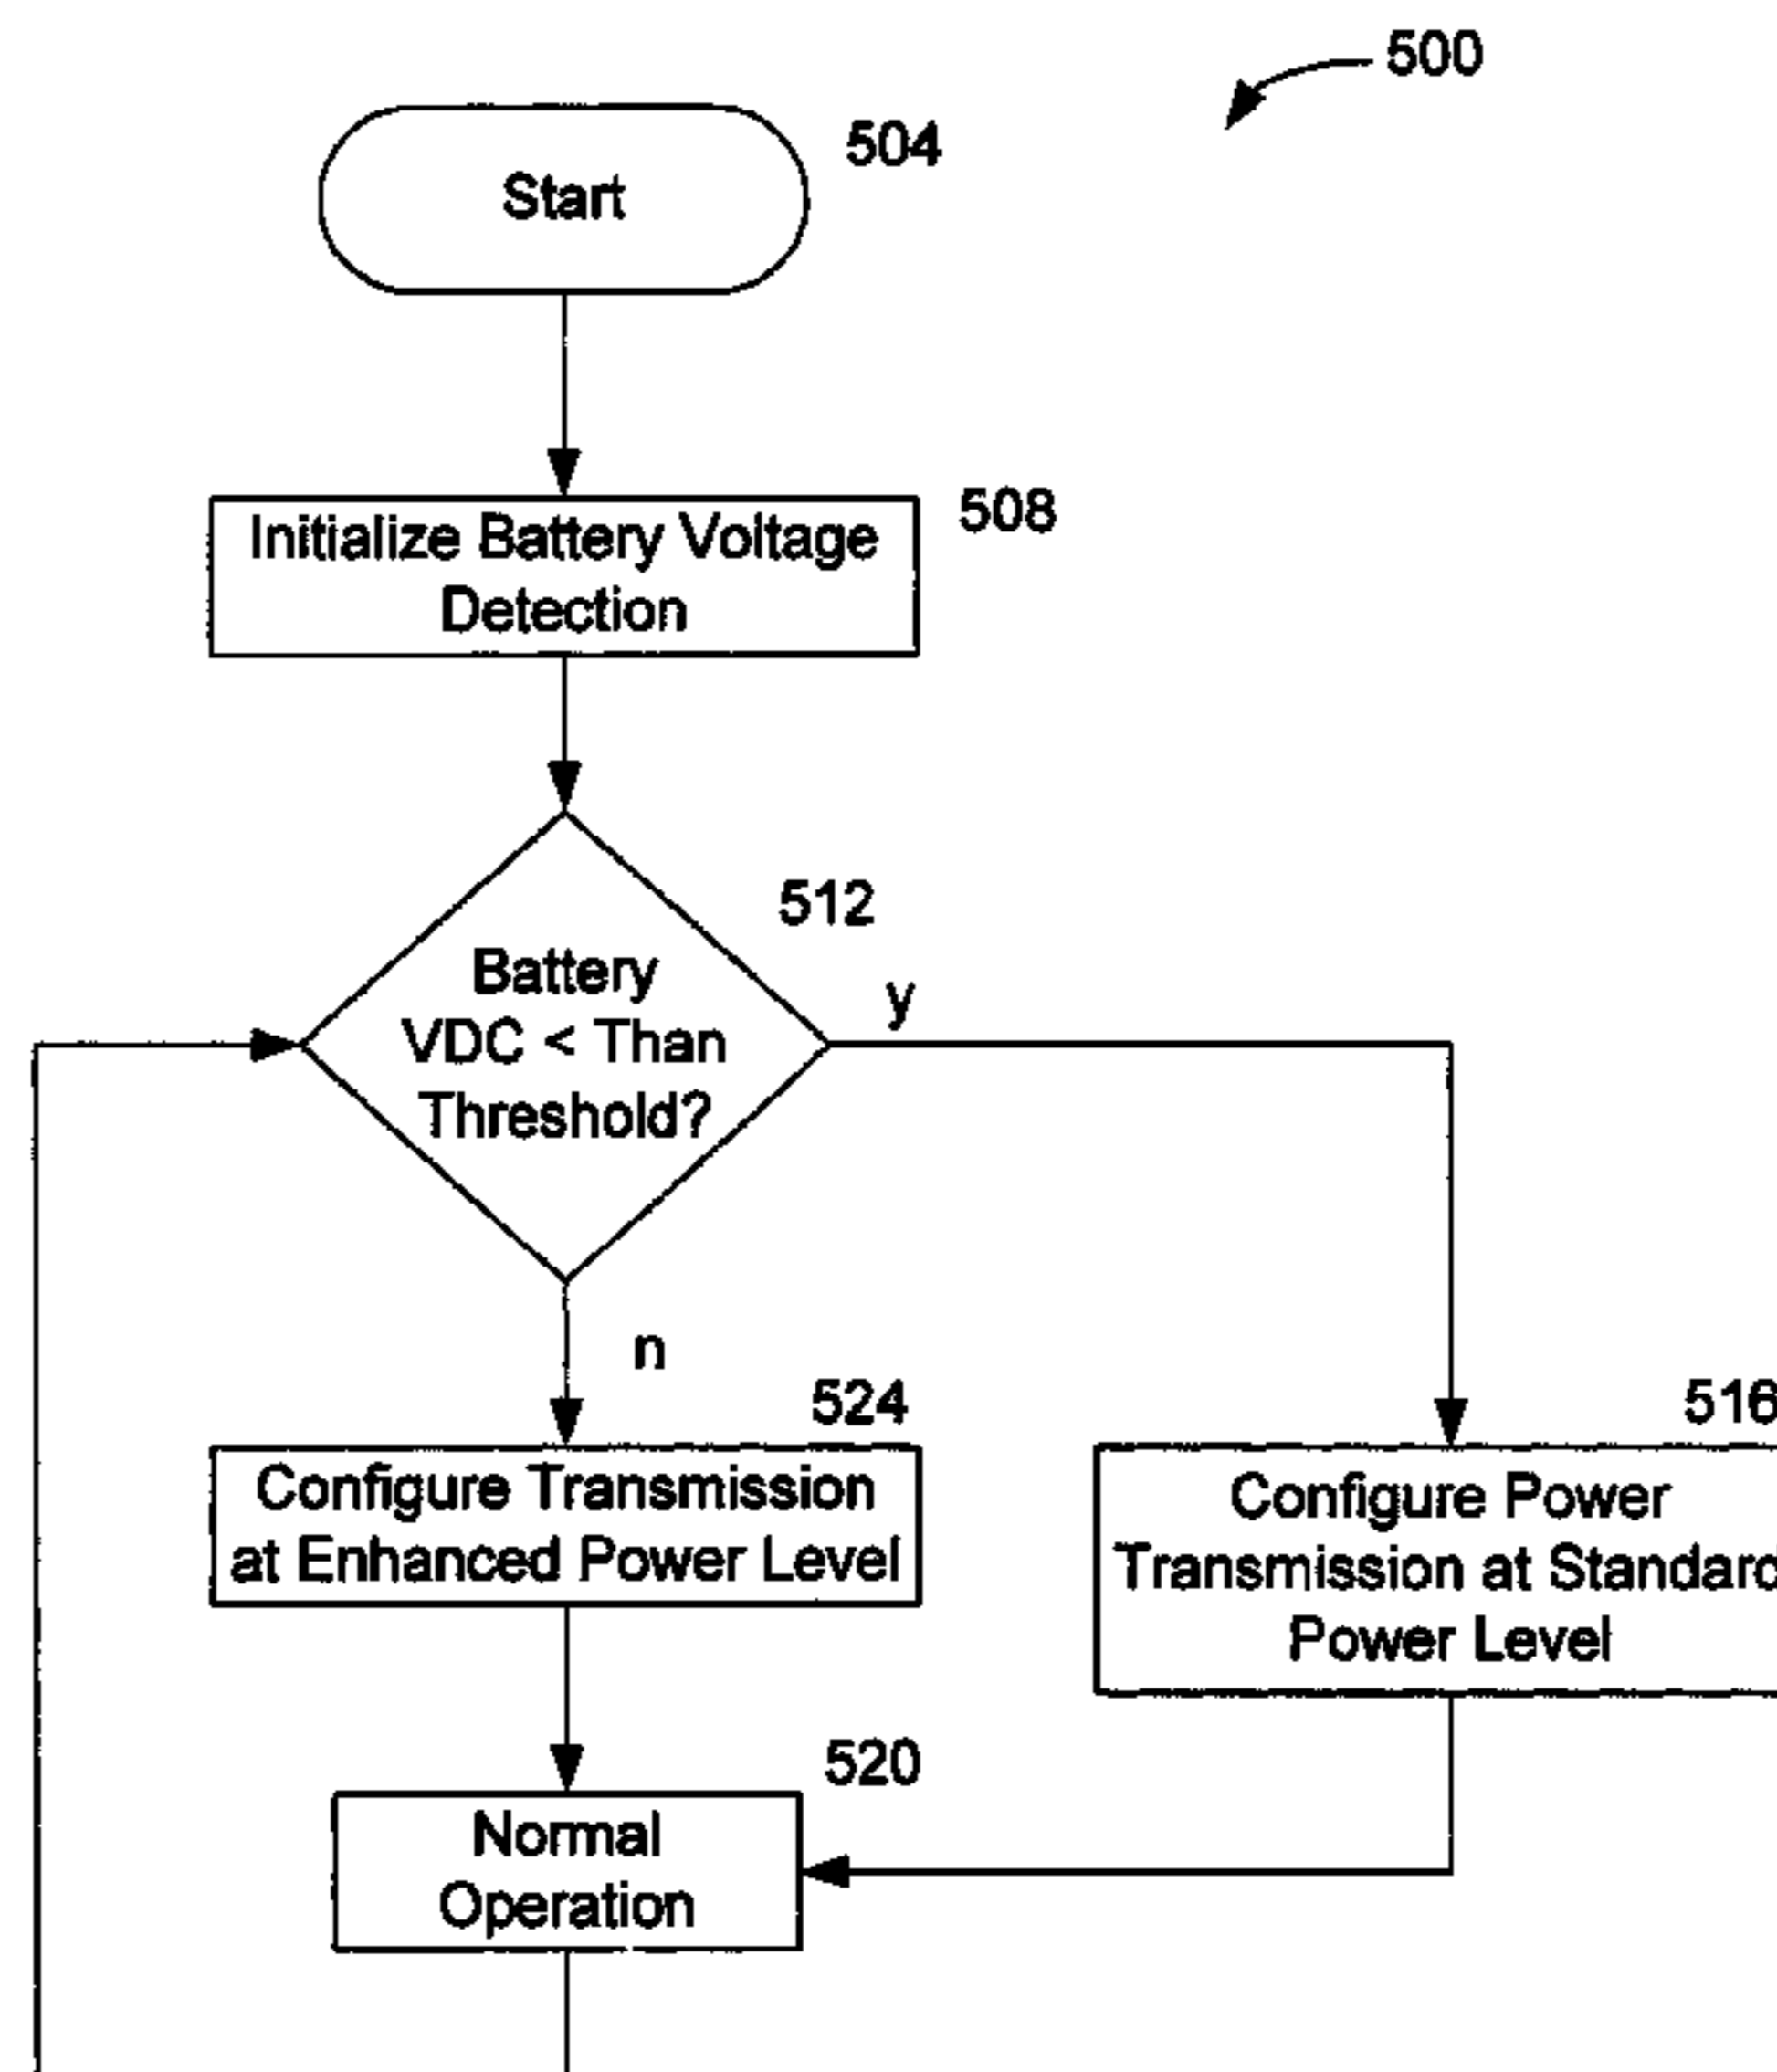 500
504
Start
508
Initialize Battery Voltage
Detection
512
Battery
VDC < Than
Threshold?
y
n
524
Configure Transmission
at Enhanced Power Level
516
Configure Power
Transmission at Standard
Power Level
520
Normal
Operation